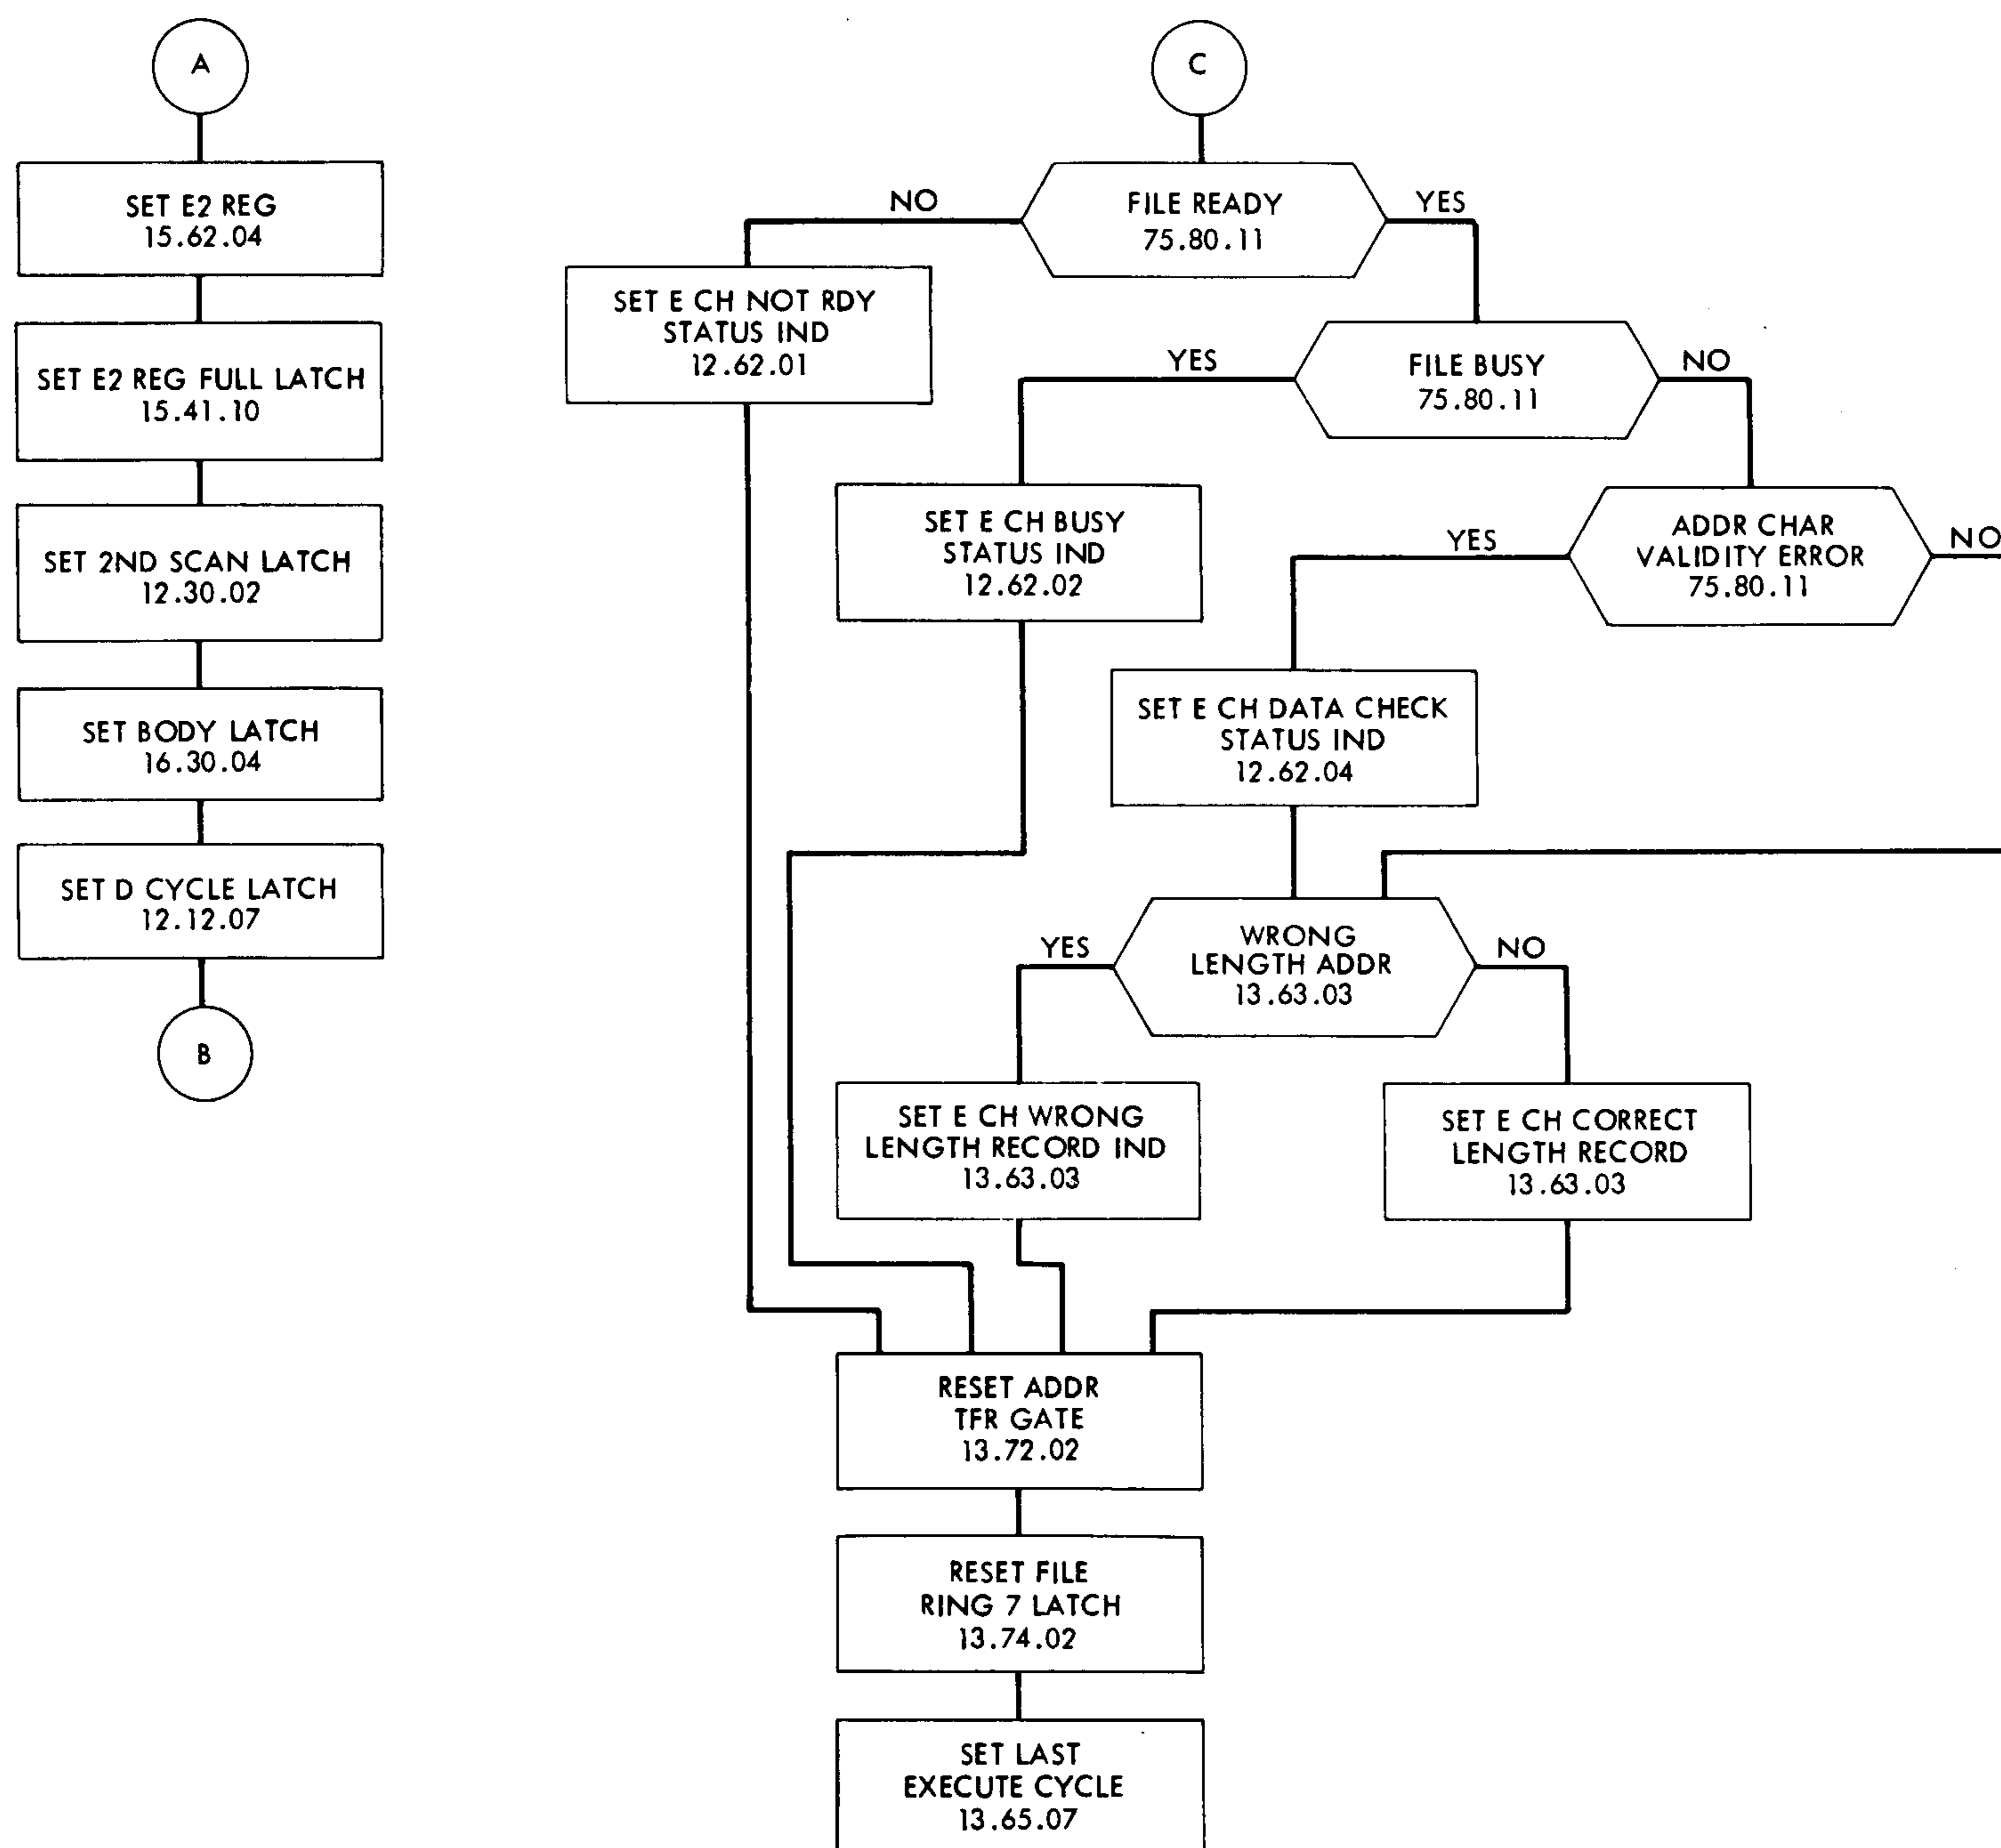 A
SET E2 REG
15.62.04
SET E2 REG FULL LATCH
15.41.10
SET 2ND SCAN LATCH
12.30.02
SET BODY LATCH
16.30.04
SET D CYCLE LATCH
12.12.07
B
C
FILE READY
75.80.11
NO
YES
SET E CH NOT RDY
STATUS IND
12.62.01
FILE BUSY
75.80.11
YES
NO
SET E CH BUSY
STATUS IND
12.62.02
ADDR CHAR
VALIDITY ERROR
75.80.11
YES
NO
SET E CH DATA CHECK
STATUS IND
12.62.04
WRONG
LENGTH ADDR
13.63.03
YES
NO
SET E CH WRONG
LENGTH RECORD IND
13.63.03
SET E CH CORRECT
LENGTH RECORD
13.63.03
RESET ADDR
TFR GATE
13.72.02
RESET FILE
RING 7 LATCH
13.74.02
SET LAST
EXECUTE CYCLE
13.65.07